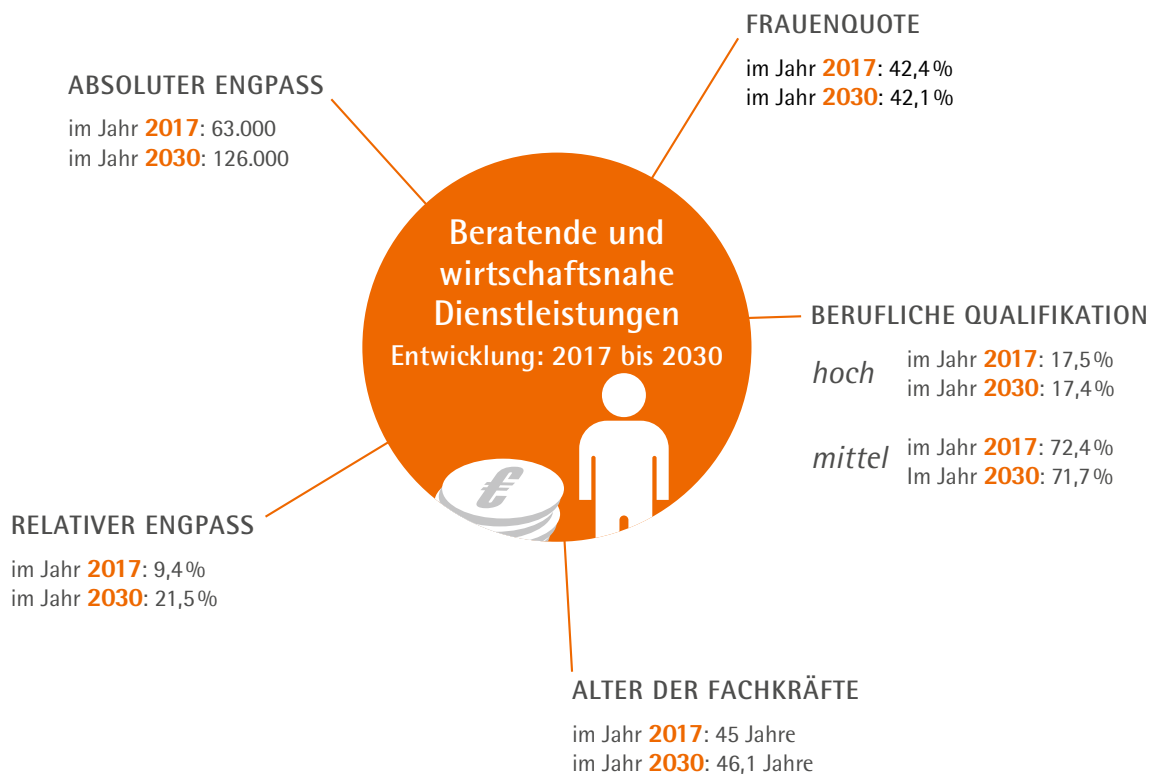 FRAUENQUOTE
im Jahr 2017: 42,4 %
im Jahr 2030: 42,1 %
ABSOLUTER ENGPASS
im Jahr 2017: 63.000
im Jahr 2030: 126.000
Beratende und
wirtschaftsnahe
Dienstleistungen
Entwicklung: 2017 bis 2030
BERUFLICHE QUALIFIKATION
hoch
im Jahr 2017: 17,5 %
im Jahr 2030: 17,4 %
mittel
im Jahr 2017: 72,4 %
Im Jahr 2030: 71,7 %
€
RELATIVER ENGPASS
im Jahr 2017: 9,4 %
im Jahr 2030: 21,5 %
ALTER DER FACHKRÄFTE
im Jahr 2017: 45 Jahre
im Jahr 2030: 46,1 Jahre